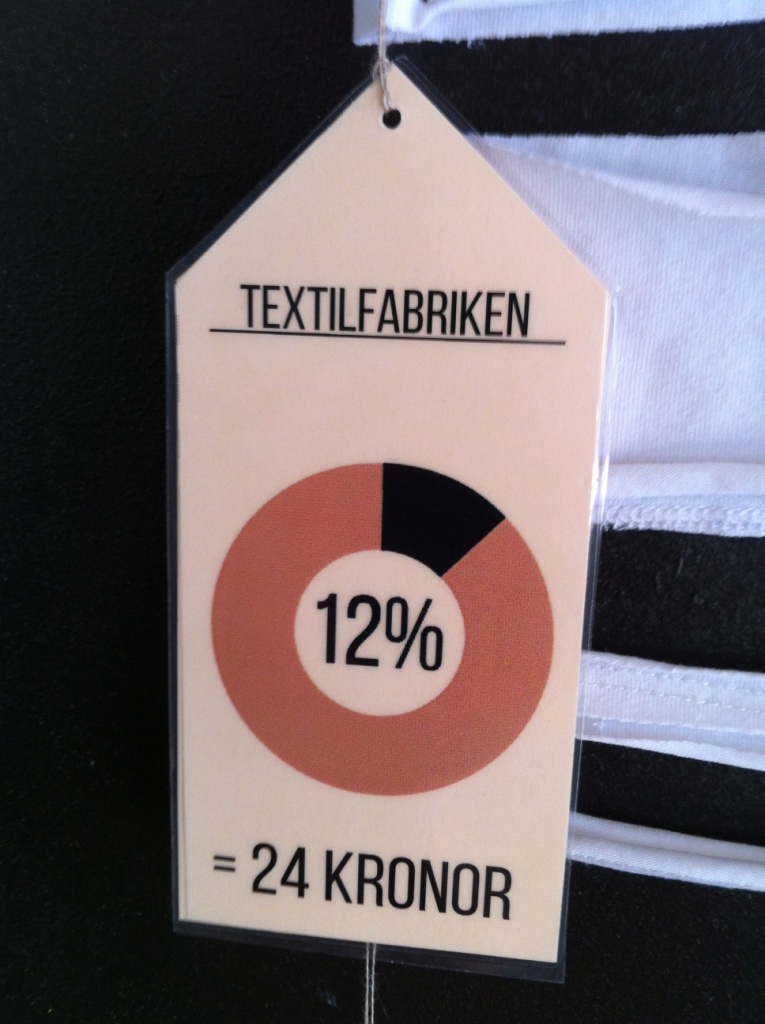 TEXTILFABRIKEN
12%
= 24 KRONOR